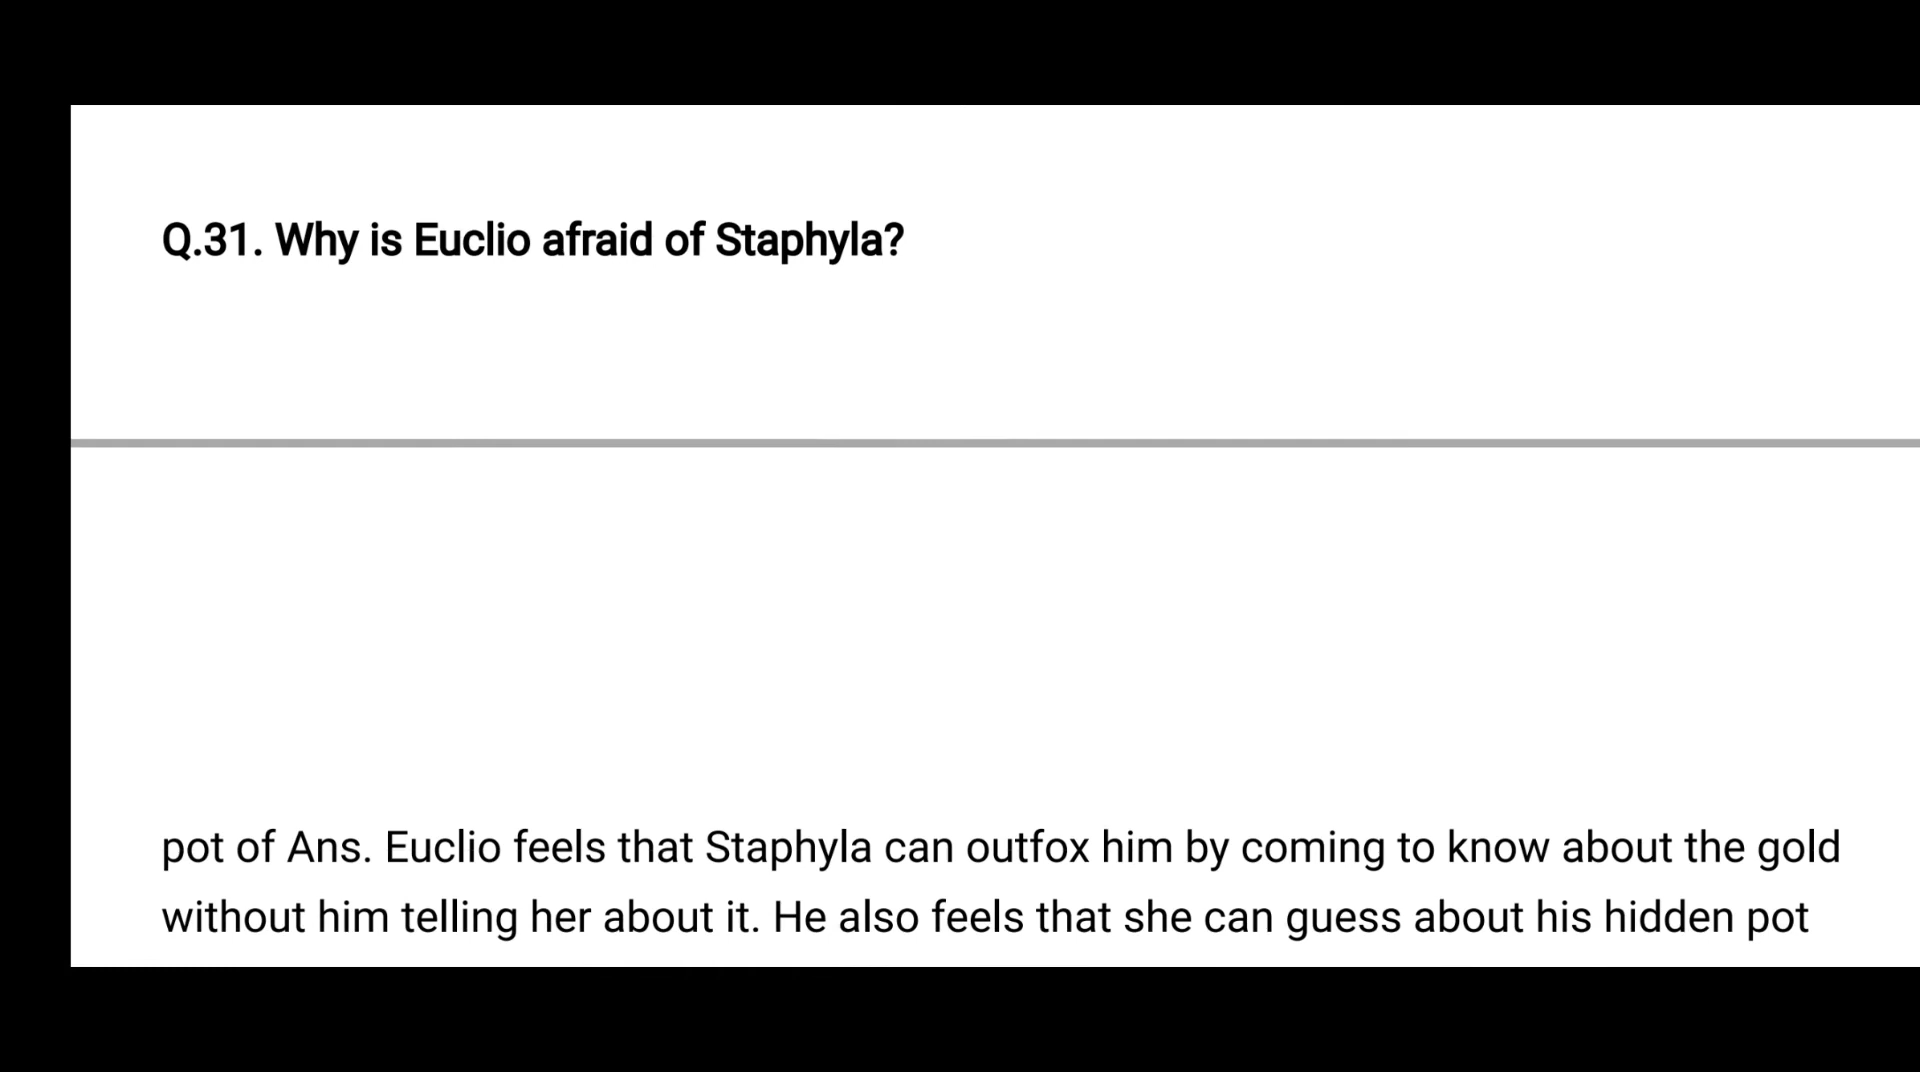 Q.31. Why is Euclio afraid of Staphyla?
pot of Ans. Euclio feels that Staphyla can outfox him by coming to know about the gold
without him telling her about it. He also feels that she can guess about his hidden pot